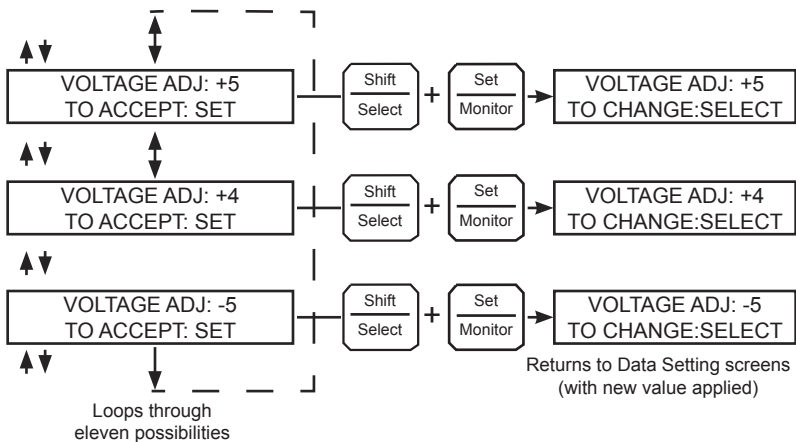 VOLTAGE ADJ: +5
TO ACCEPT: SET
Shift
Select
+
Set
Monitor
VOLTAGE ADJ: +5
TO CHANGE:SELECT
VOLTAGE ADJ: +4
TO ACCEPT: SET
Shift
Select
+
Set
Monitor
VOLTAGE ADJ: +4
TO CHANGE:SELECT
VOLTAGE ADJ: -5
TO ACCEPT: SET
Shift
Select
+
Set
Monitor
VOLTAGE ADJ: -5
TO CHANGE:SELECT
Returns to Data Setting screens
(with new value applied)
Loops through
eleven possibilities